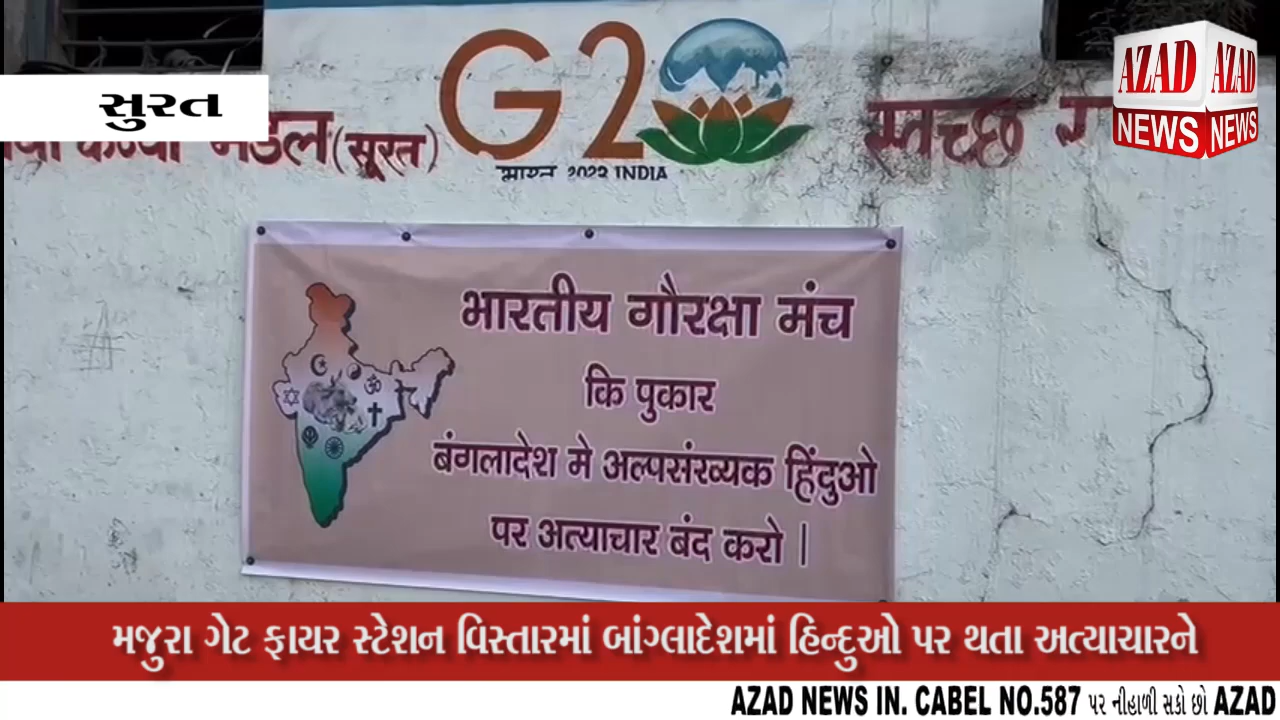 G20
AZAD
NEWS
AZAD
NEWS
સુરત
मंडल (सूरत)
स्वच्छ
भारत 2023 INDIA
भारतीय गौरक्षा मंच
कि पुकार
बंगलादेश मे अल्पसंख्यक हिंदुओ
पर अत्याचार बंद करो |
મજુરા ગેટ ફાયર સ્ટેશન વિસ્તારમાં બાંગ્લાદેશમાં હિન્દુઓ પર થતા અત્યાચારને
AZAD NEWS IN. CABEL NO.587 પર નીહાળી સકો છો AZAD